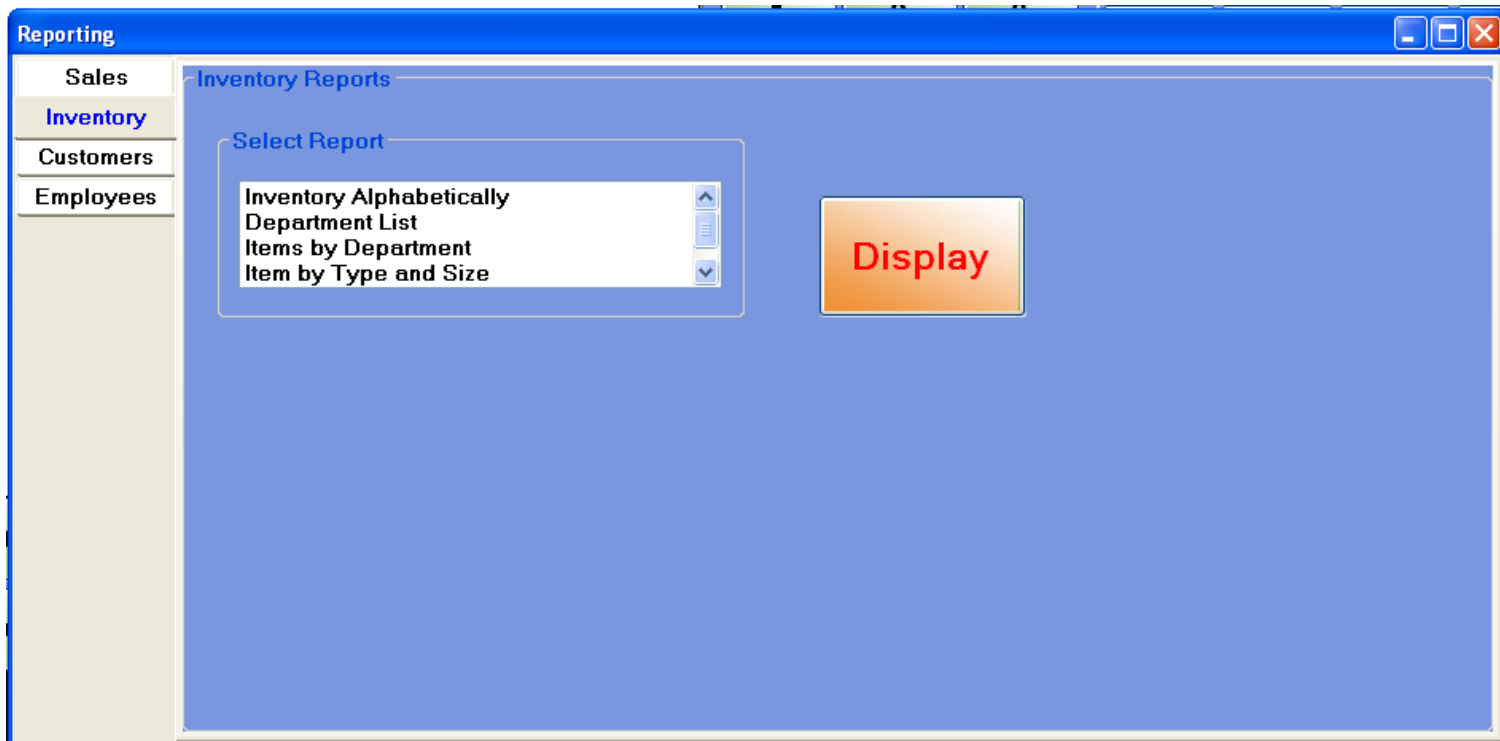 Reporting
Sales
Inventory
Customers
Employees
Inventory Reports
Select Report
Inventory Alphabetically
Department List
Items by Department
Item by Type and Size
Display